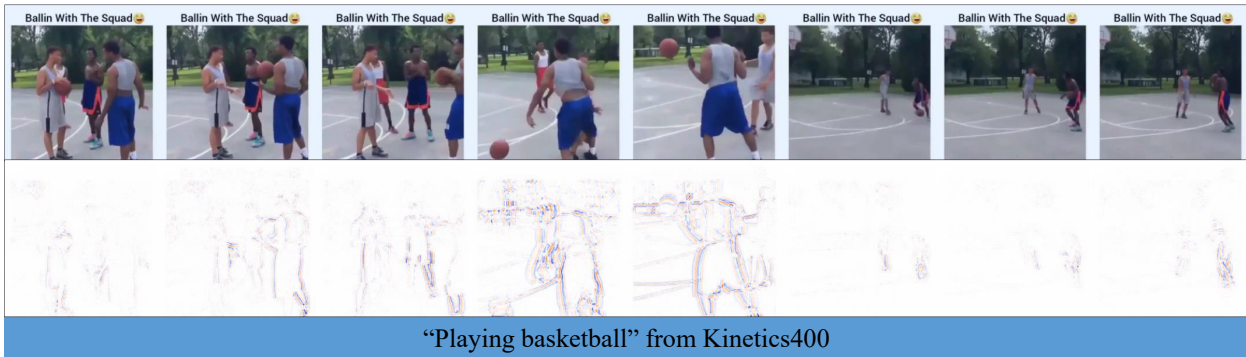 Ballin With The Squad😂 Ballin With The Squad😂 Ballin With The Squad😂 Ballin With The Squad😂 Ballin With The Squad😂 Ballin With The Squad😂 Ballin With The Squad😂 Ballin With The Squad😂
“Playing basketball” from Kinetics400